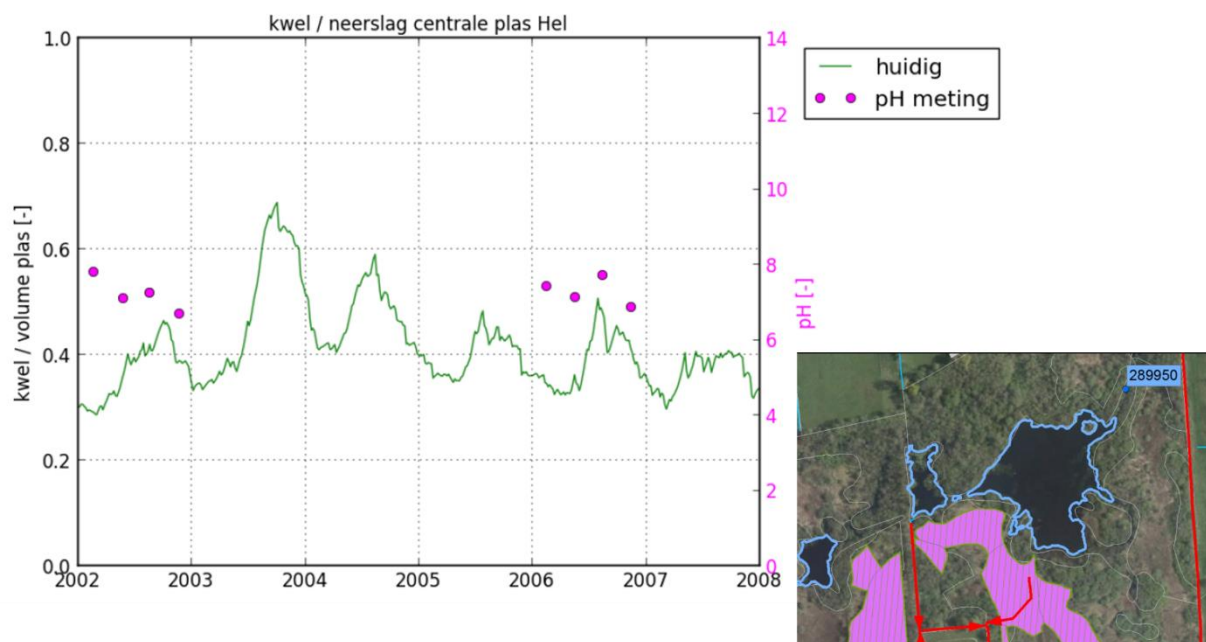 kwel / neerslag centrale plas Hel
1.0
0.8
0.6
0.4
0.2
0.0
kwel / volume plas [-]
2002 2003 2004 2005 2006 2007 2008
14
12
10
8
6
4
2
0
pH [-]
huidig
pH meting
289950